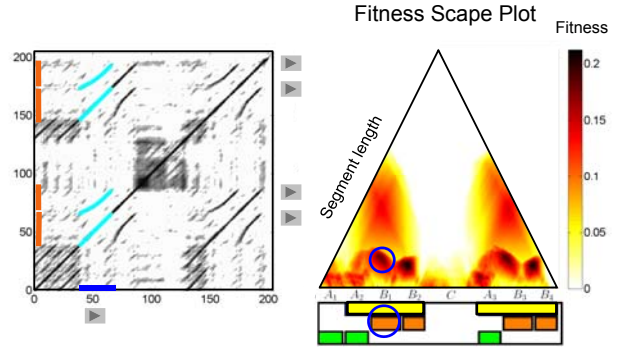 Fitness Scape Plot
Fitness
200
150
100
50
0
0 50 100 150 200
Segment length
0.2
0.15
0.1
0.05
0
A1 A2 B1 B2 C A3 B3 B4